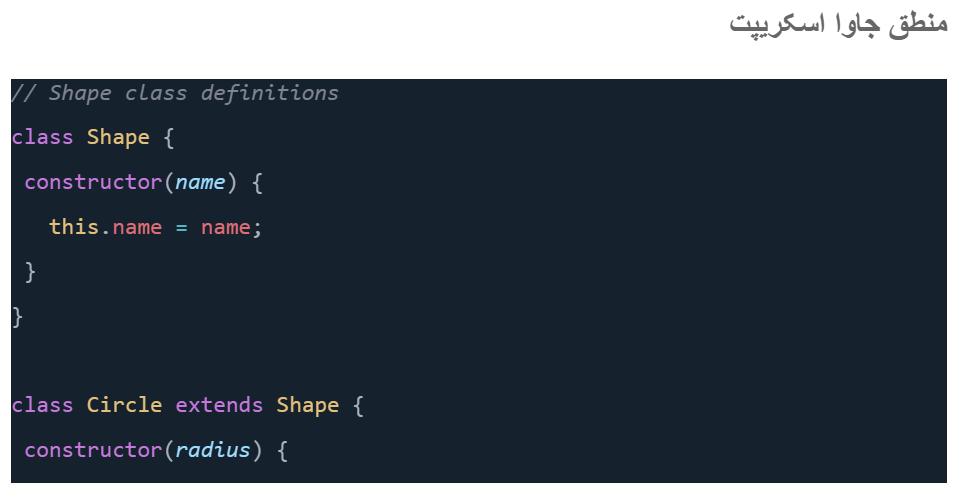 منطق جاوا اسکریپت
// Shape class definitions
class Shape {
 constructor(name) {
   this.name = name;
 }
}
class Circle extends Shape {
 constructor(radius) {